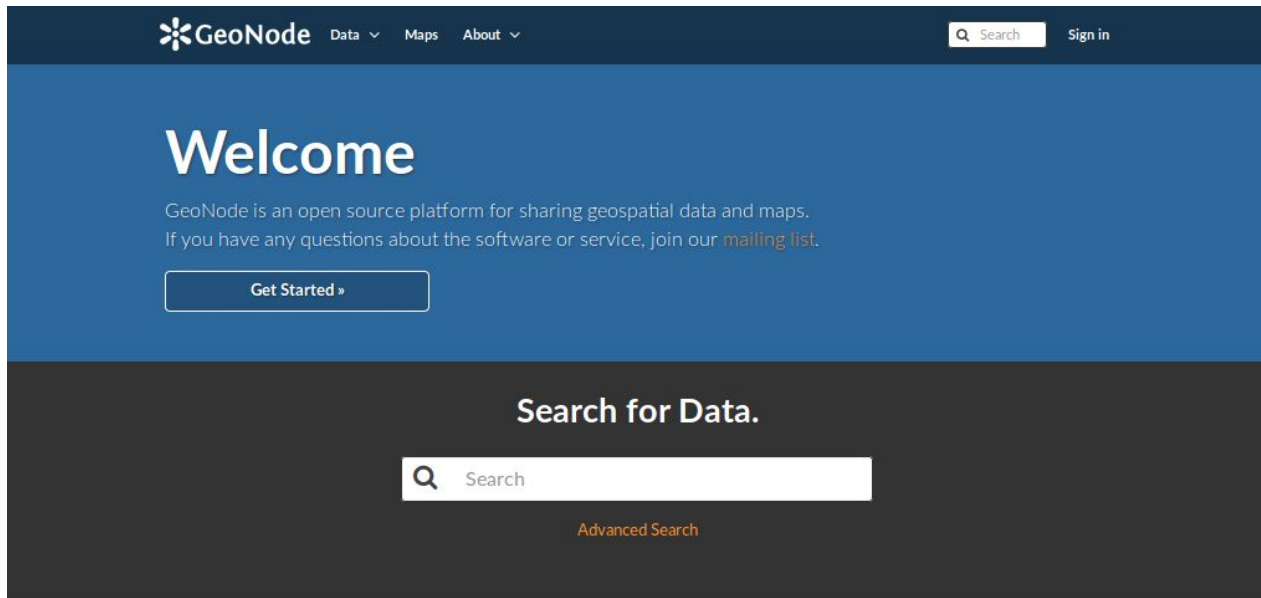 GeoNode Data Maps About Search Sign in
Welcome
GeoNode is an open source platform for sharing geospatial data and maps.
If you have any questions about the software or service, join our mailing list.
Get Started »
Search for Data.
Search
Advanced Search